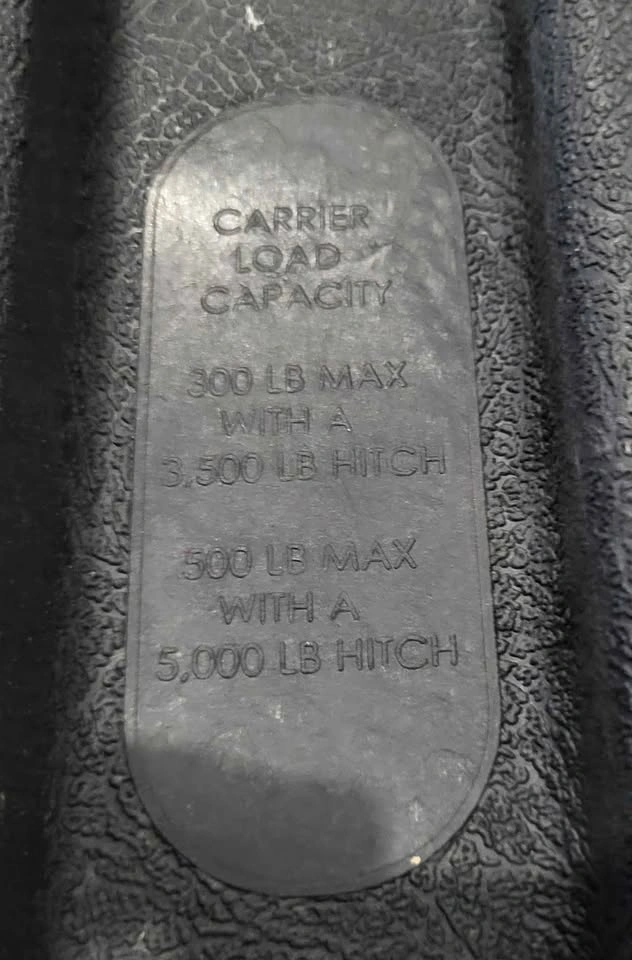 CARRIER
LOAD
CAPACITY
300 LB MAX
WITH A
3,500 LB HITCH
500 LB MAX
WITH A
5,000 LB HITCH